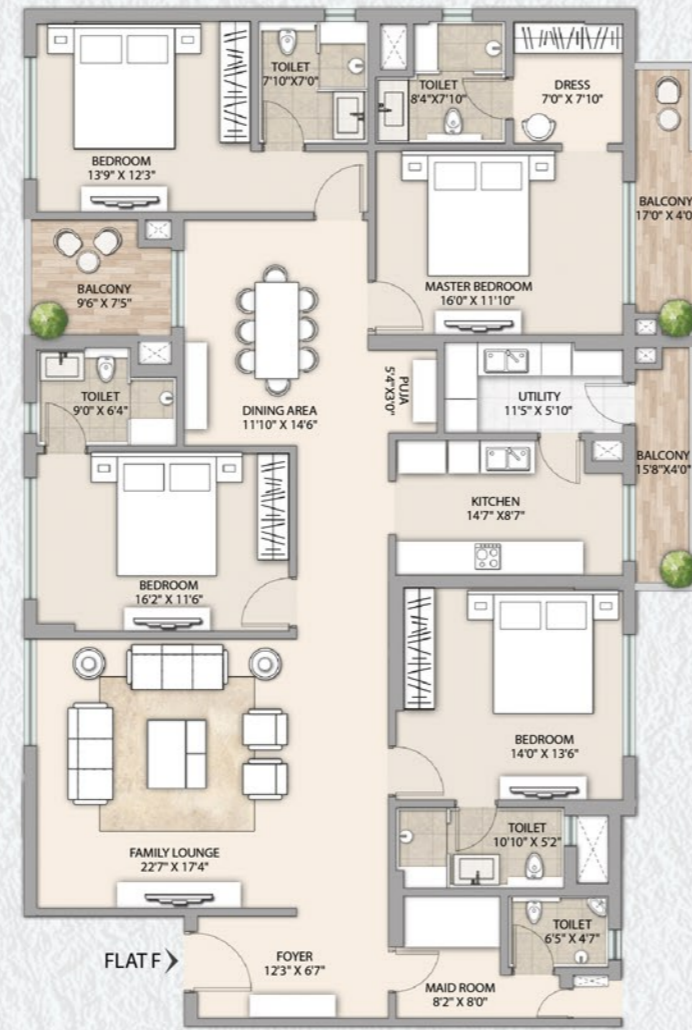 TOILET
7'10"X7'0"
TOILET
8'4"X7'10"
DRESS
7'0" X 7'10"
BEDROOM
13'9" X 12'3"
BALCONY
17'0" X 4'0
BALCONY
9'6" X 7'5"
MASTER BEDROOM
16'0" X 11'10"
TOILET
9'0" X 6'4"
DINING AREA
11'10" X 14'6"
PUJA
5'4"X3'0"
UTILITY
11'5" X 5'10"
BALCONY
15'8"X4'0"
KITCHEN
14'7" X8'7"
BEDROOM
16'2" X 11'6"
BEDROOM
14'0" X 13'6"
FAMILY LOUNGE
22'7" X 17'4"
TOILET
10'10" X 5'2"
TOILET
6'5" X 4'7"
FLAT F
FOYER
12'3" X 6'7"
MAID ROOM
8'2" X 8'0"